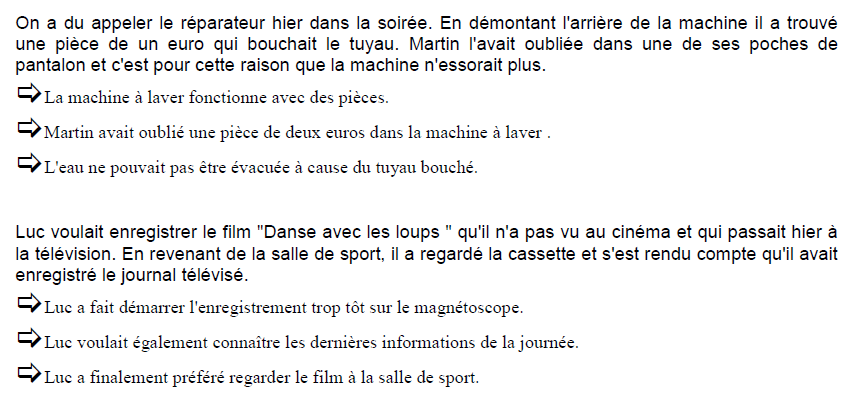 On a du appeler le réparateur hier dans la soirée. En démontant l'arrière de la machine il a trouvé
une pièce de un euro qui bouchait le tuyau. Martin l'avait oubliée dans une de ses poches de
pantalon et c'est pour cette raison que la machine n'essorait plus.
⇨La machine à laver fonctionne avec des pièces.
⇨Martin avait oublié une pièce de deux euros dans la machine à laver .
⇨L'eau ne pouvait pas être évacuée à cause du tuyau bouché.
Luc voulait enregistrer le film "Danse avec les loups " qu'il n'a pas vu au cinéma et qui passait hier à
la télévision. En revenant de la salle de sport, il a regardé la cassette et s'est rendu compte qu'il avait
enregistré le journal télévisé.
⇨Luc a fait démarrer l'enregistrement trop tôt sur le magnétoscope.
⇨Luc voulait également connaître les dernières informations de la journée.
⇨Luc a finalement préféré regarder le film à la salle de sport.